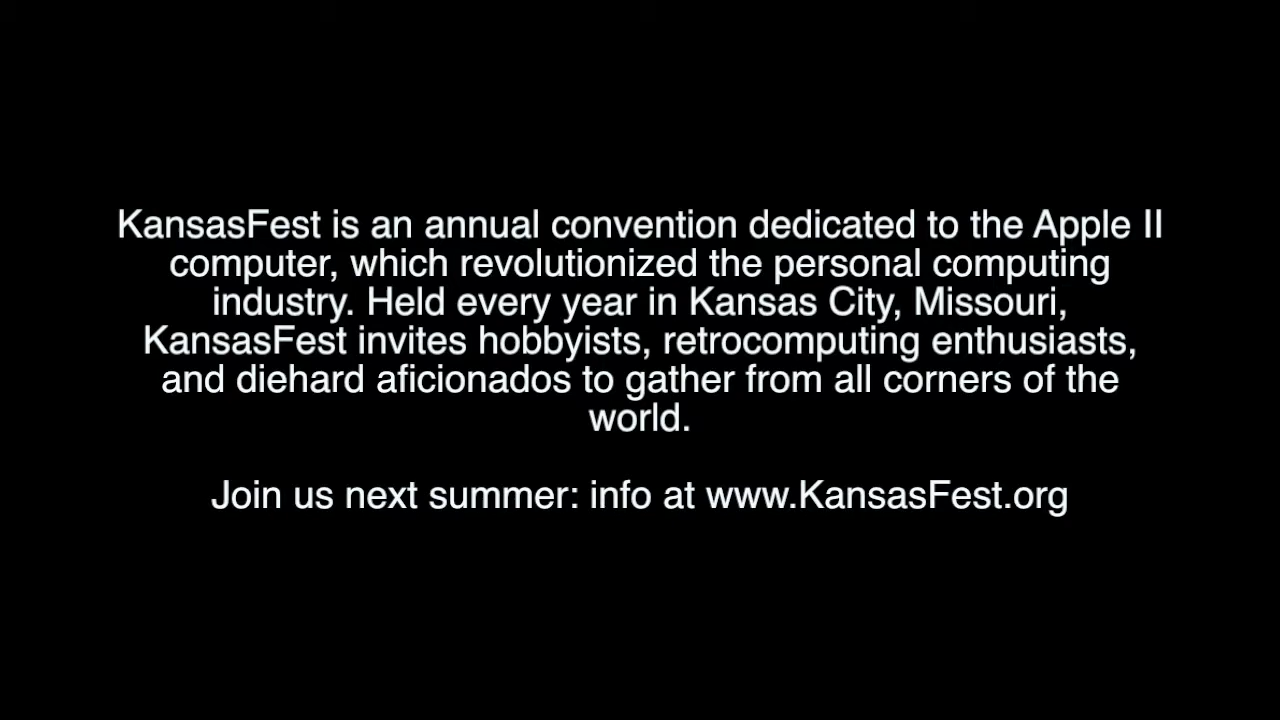 KansasFest is an annual convention dedicated to the Apple II
computer, which revolutionized the personal computing
industry. Held every year in Kansas City, Missouri,
KansasFest invites hobbyists, retrocomputing enthusiasts,
and diehard aficionados to gather from all corners of the
world.
Join us next summer: info at www.KansasFest.org